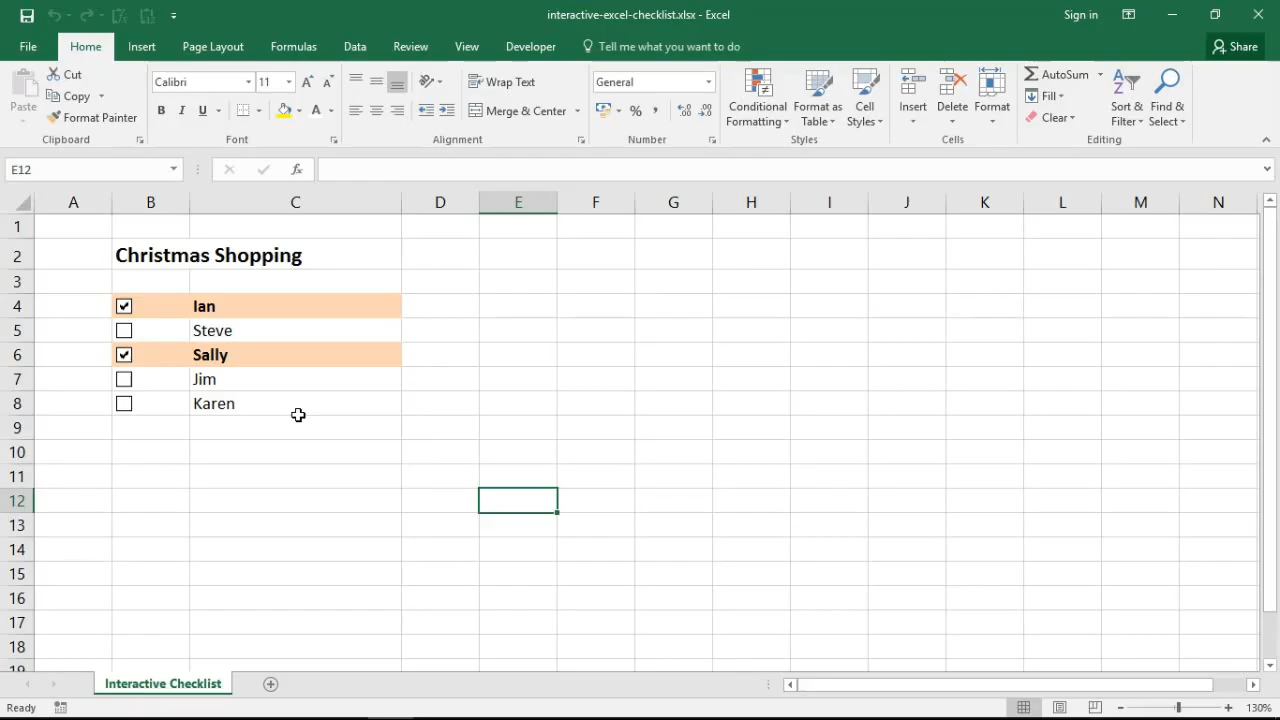 interactive-excel-checklist.xlsx - Excel
Sign in
File Home Insert Page Layout Formulas Data Review View Developer Tell me what you want to do Share
Paste
Cut
Copy
Format Painter
Clipboard
Calibri 11
B I U
Font
Wrap Text
Merge & Center
Alignment
General
%
Number
Conditional Formatting
Format as Table
Cell Styles
Styles
Insert
Delete
Format
Cells
AutoSum
Fill
Clear
Sort & Filter
Find & Select
Editing
E12
fx
A B C D E F G H I J K L M N
1
2 Christmas Shopping
3
4 Ian
5 Steve
6 Sally
7 Jim
8 Karen
9
10
11
12
13
14
15
16
17
18
19
Interactive Checklist
Ready
130%